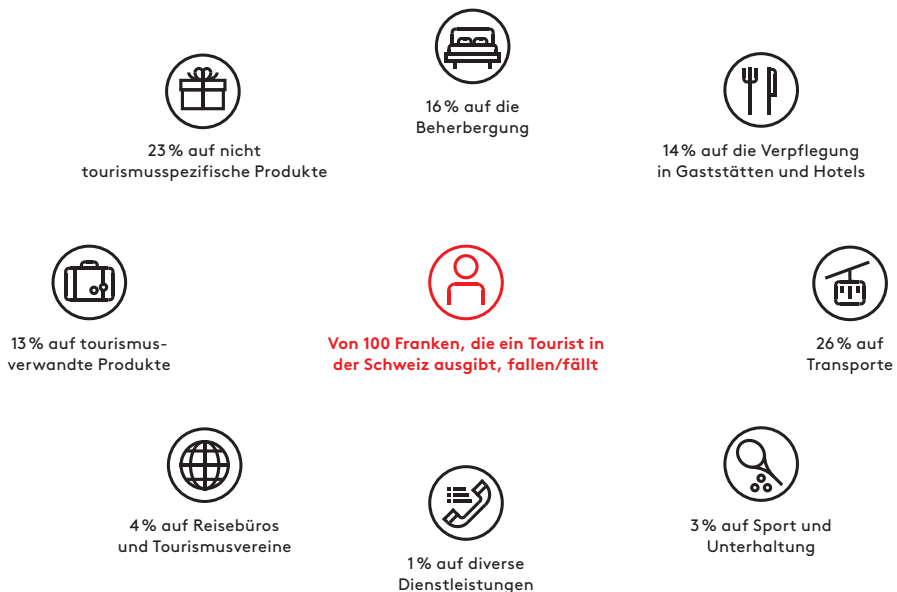 16% auf die
Beherbergung
23% auf nicht
tourismusspezifische Produkte
14% auf die Verpflegung
in Gaststätten und Hotels
13% auf tourismus-
verwandte Produkte
Von 100 Franken, die ein Tourist in
der Schweiz ausgibt, fallen/fällt
26% auf
Transporte
4% auf Reisebüros
und Tourismusvereine
1% auf diverse
Dienstleistungen
3% auf Sport und
Unterhaltung